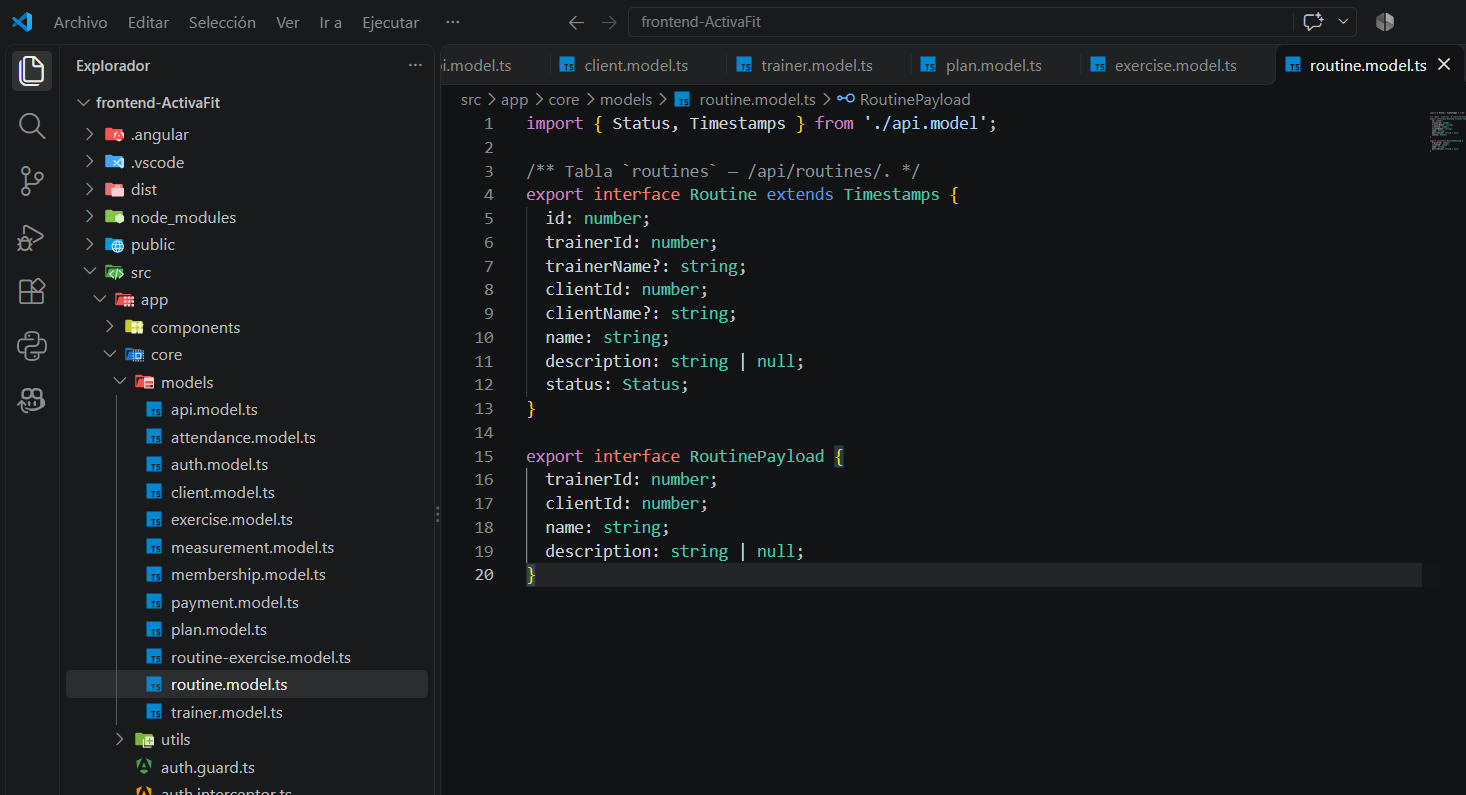 Archivo Editar Selección Ver Ir a Ejecutar ···
frontend-ActivaFit
Explorador ···
frontend-ActivaFit
.angular
.vscode
dist
node_modules
public
src
app
components
core
models
api.model.ts
attendance.model.ts
auth.model.ts
client.model.ts
exercise.model.ts
measurement.model.ts
membership.model.ts
payment.model.ts
plan.model.ts
routine-exercise.model.ts
routine.model.ts
trainer.model.ts
utils
auth.guard.ts
auth.interceptor.ts
i.model.ts client.model.ts trainer.model.ts plan.model.ts exercise.model.ts routine.model.ts
src > app > core > models > routine.model.ts > RoutinePayload
1 import { Status, Timestamps } from './api.model';
2
3 /** Tabla `routines` — /api/routines/. */
4 export interface Routine extends Timestamps {
5 id: number;
6 trainerId: number;
7 trainerName?: string;
8 clientId: number;
9 clientName?: string;
10 name: string;
11 description: string | null;
12 status: Status;
13 }
14
15 export interface RoutinePayload {
16 trainerId: number;
17 clientId: number;
18 name: string;
19 description: string | null;
20 }